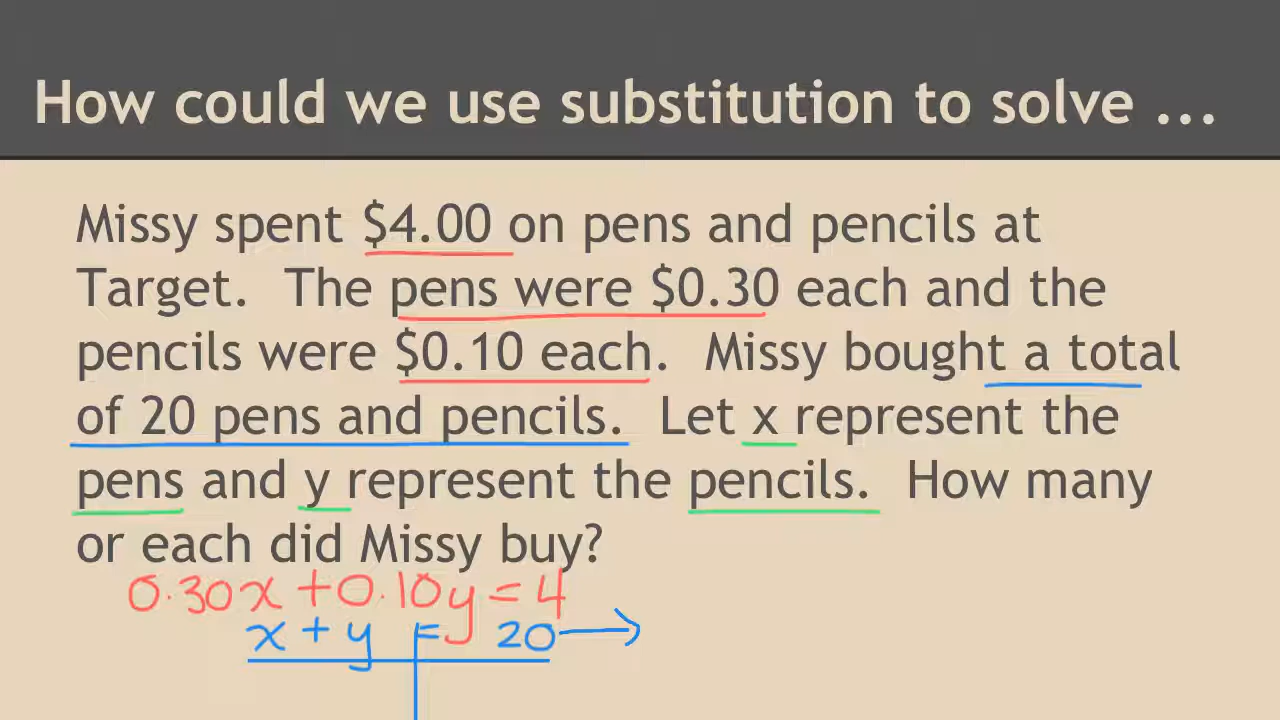 How could we use substitution to solve ...
Missy spent $4.00 on pens and pencils at
Target. The pens were $0.30 each and the
pencils were $0.10 each. Missy bought a total
of 20 pens and pencils. Let x represent the
pens and y represent the pencils. How many
or each did Missy buy?
0.30x + 0.10y = 4
x + y = 20